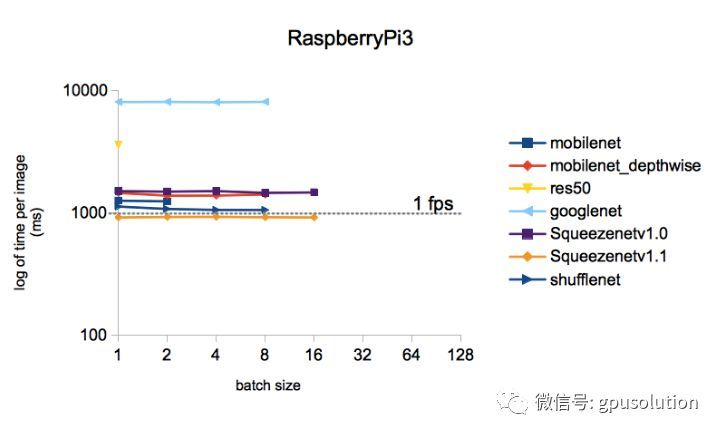 RaspberryPi3
10000
1000
100
log of time per image
(ms)
1 fps
1
2
4
8
16
32
64
128
batch size
mobilenet
mobilenet_depthwise
res50
googlenet
Squeezenetv1.0
Squeezenetv1.1
shufflenet
微信号: gpusolution